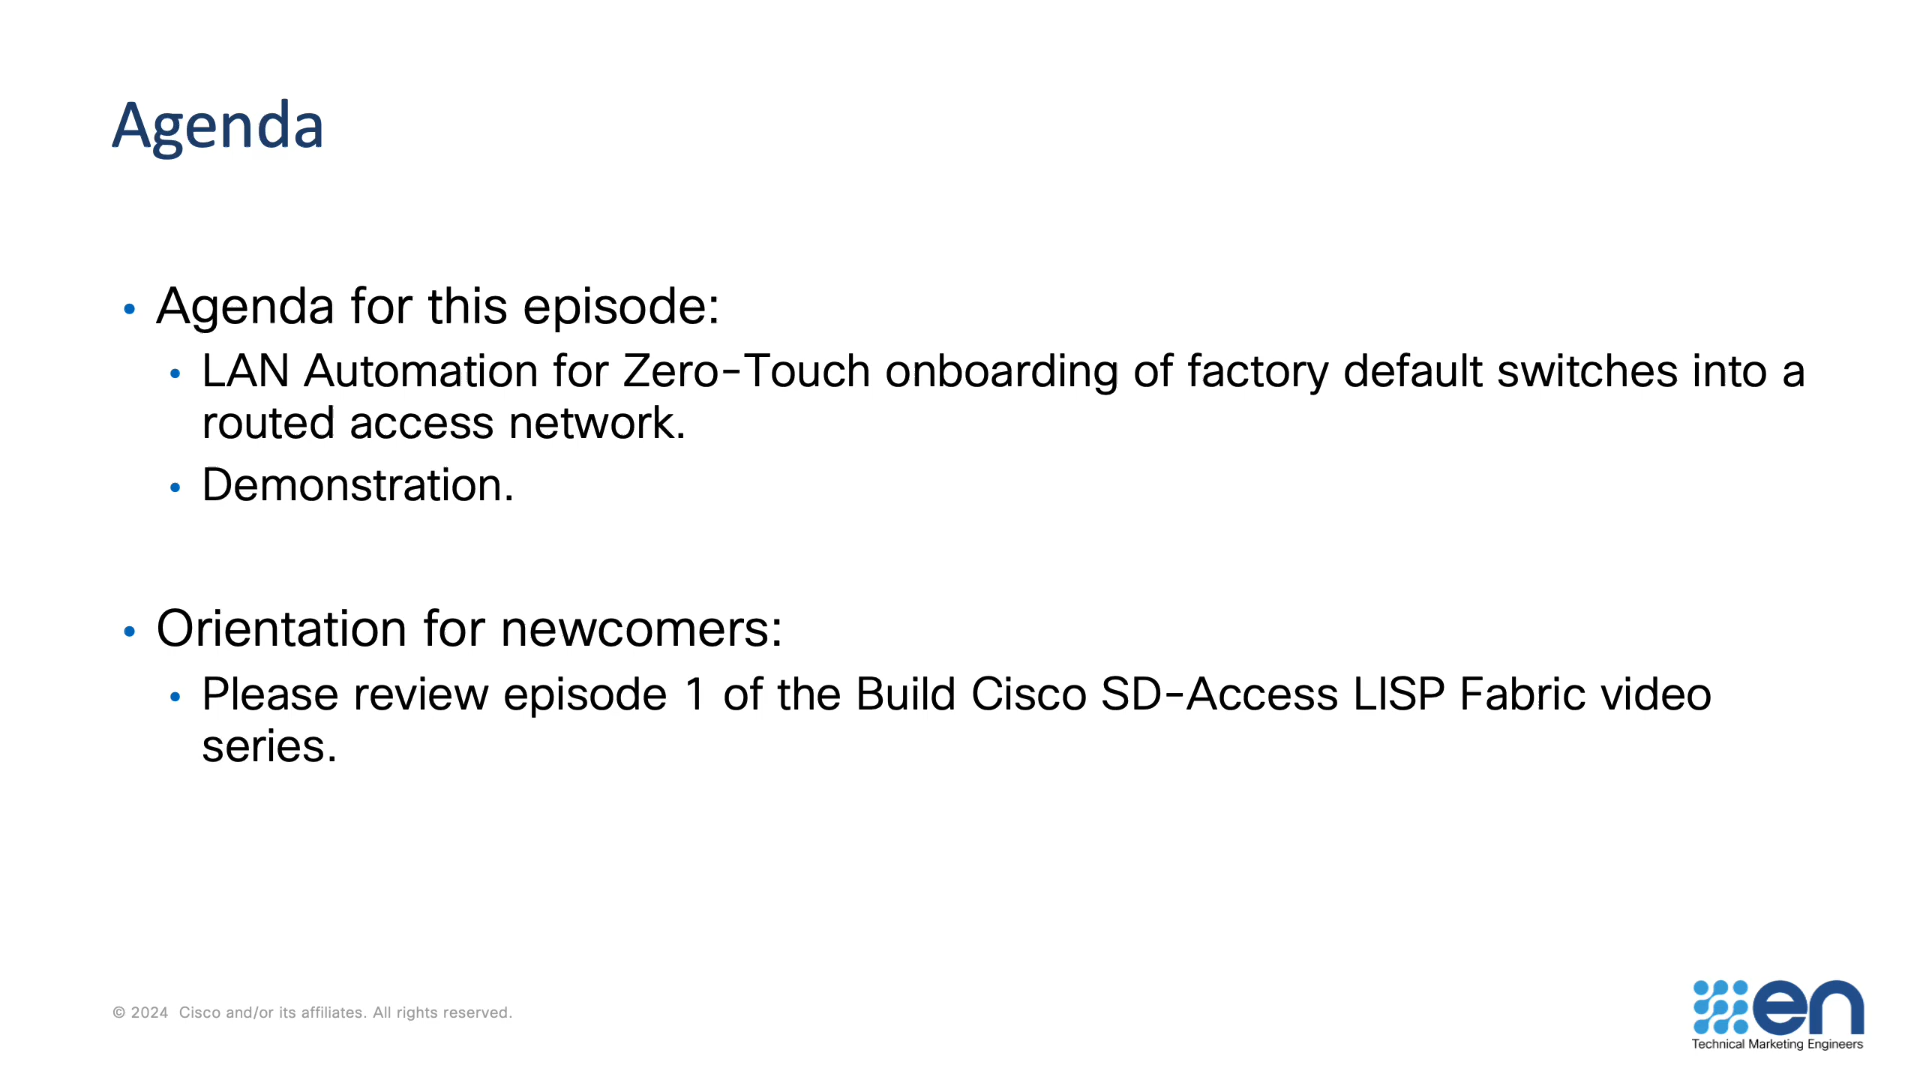 Agenda
• Agenda for this episode:
• LAN Automation for Zero-Touch onboarding of factory default switches into a
routed access network.
• Demonstration.
• Orientation for newcomers:
• Please review episode 1 of the Build Cisco SD-Access LISP Fabric video
series.
© 2024 Cisco and/or its affiliates. All rights reserved.
en
Technical Marketing Engineers